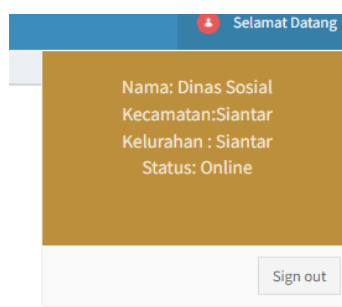 Selamat Datang
Nama: Dinas Sosial
Kecamatan:Siantar
Kelurahan : Siantar
Status: Online
Sign out